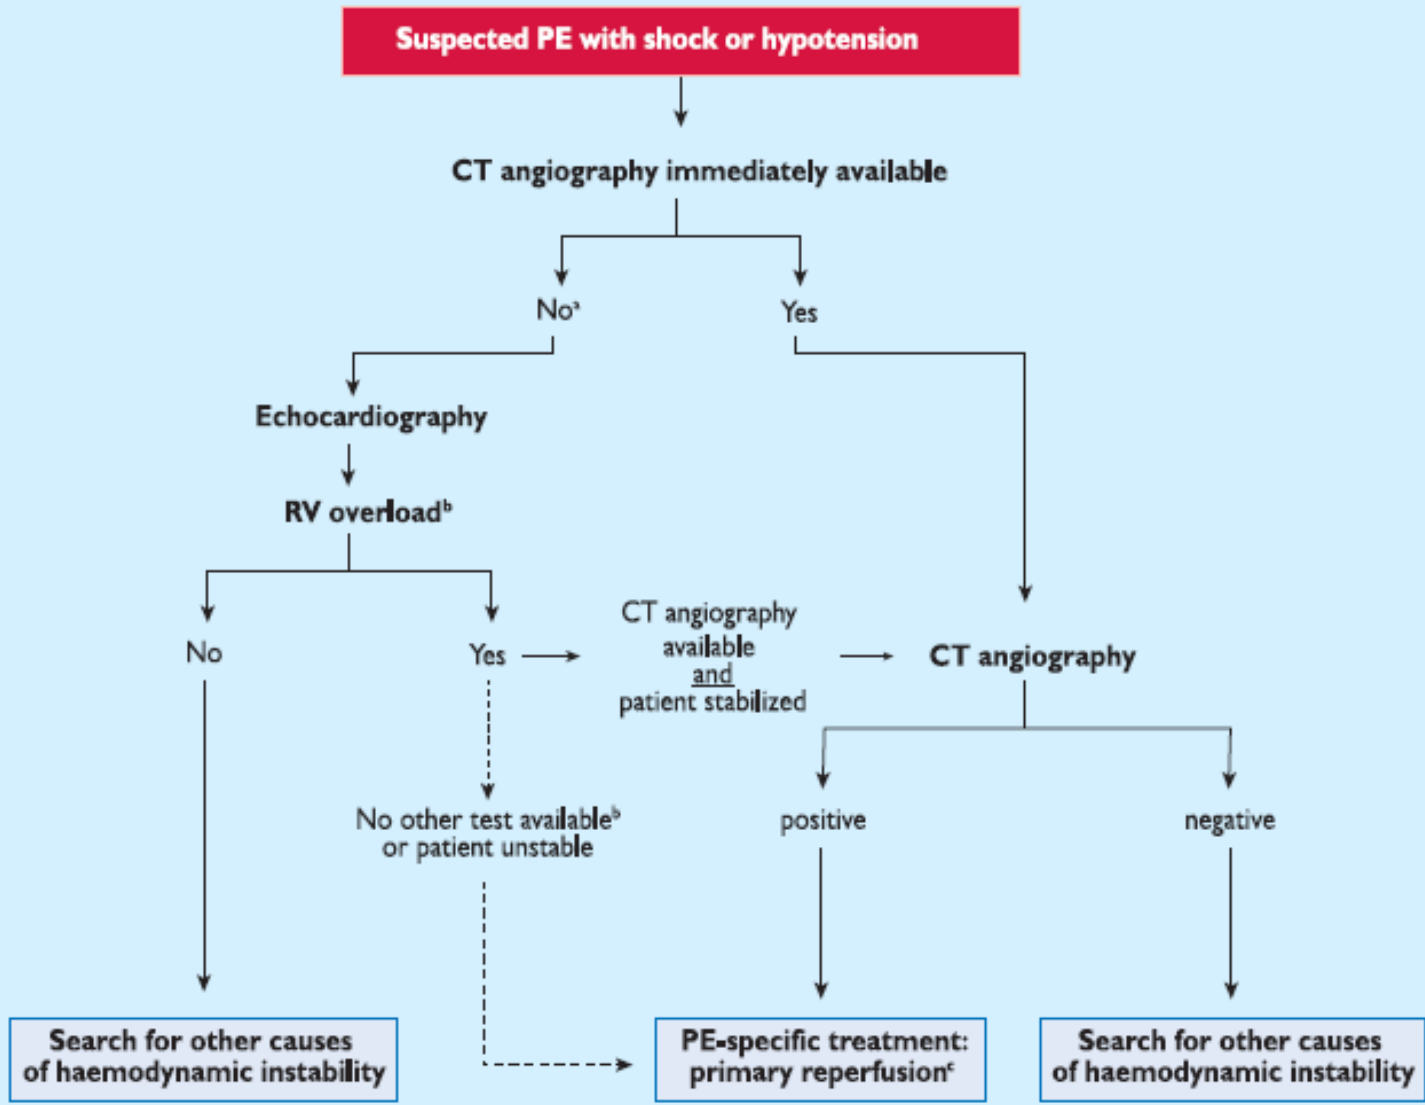 Suspected PE with shock or hypotension
CT angiography immediately available
Noᵃ
Yes
Echocardiography
RV overloadᵇ
No
Yes
CT angiography
available
and
patient stabilized
CT angiography
No other test availableᵇ
or patient unstable
positive
negative
Search for other causes
of haemodynamic instability
PE-specific treatment:
primary reperfusionᶜ
Search for other causes
of haemodynamic instability